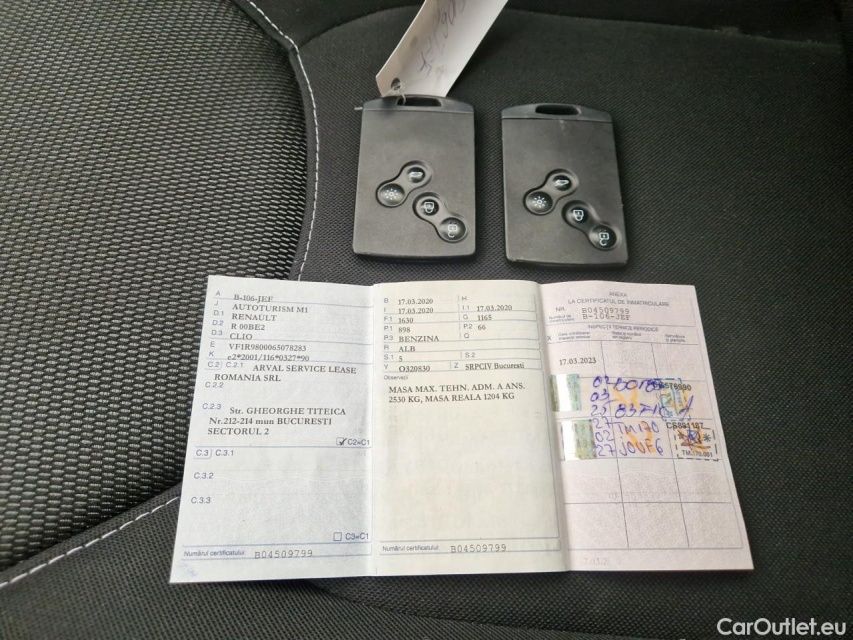 A B-106-JEF
J AUTOTURISM M1
D.1 RENAULT
D.2 R 00BE2
D.3 CLIO
E VF1R9800065078283
K e2*2001/116*0327*90
C.2 C.2.1 ARVAL SERVICE LEASE
ROMANIA SRL
C.2.2
C.2.3 Str. GHEORGHE TITEICA
Nr.212-214 mun BUCURESTI
SECTORUL 2
C2=C1
C.3 C.3.1
C.3.2
C.3.3
C3=C1
Numărul certificatului: B04509799
B 17.03.2020 H
I 17.03.2020 I.1 17.03.2020
F.1 1630 G 1165
P.1 898 P.2 66
P.3 BENZINA Q
R ALB
S.1 5 S.2
Y O320830 Z SRPCIV Bucuresti
Observații
MASA MAX. TEHN. ADM. A ANS.
2530 KG, MASA REALA 1204 KG
Numărul certificatului: B04509799
ANEXA
LA CERTIFICATUL DE ÎNMATRICULARE
NR. B04509799
B-106-JEF
INSPECȚII TEHNICE PERIODICE
X
17.03.2023
CarOutlet.eu